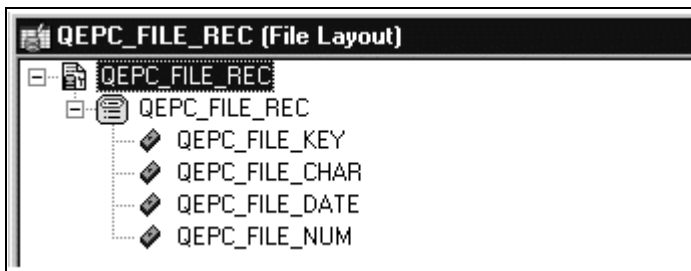 QEPC_FILE_REC (File Layout)
QEPC_FILE_REC
QEPC_FILE_REC
QEPC_FILE_KEY
QEPC_FILE_CHAR
QEPC_FILE_DATE
QEPC_FILE_NUM